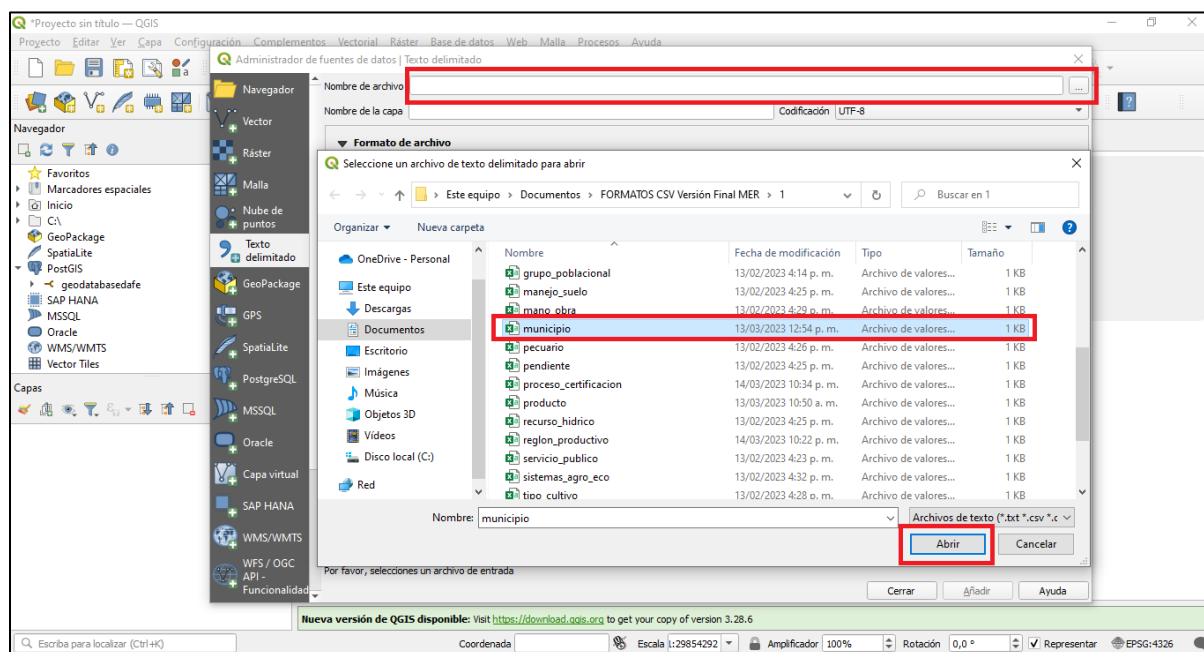 *Proyecto sin título — QGIS
Proyecto Editar Ver Capa Configuración Complementos Vectorial Ráster Base de datos Web Malla Procesos Ayuda
Administrador de fuentes de datos | Texto delimitado
Navegador
Vector
Ráster
Malla
Nube de puntos
Texto delimitado
GeoPackage
GPS
SpatiaLite
PostgreSQL
MSSQL
Oracle
Capa virtual
SAP HANA
WMS/WMTS
WFS / OGC API - Funcionalidad
Nombre de archivo
...
Nombre de la capa
Codificación UTF-8
Formato de archivo
Navegador
Favoritos
Marcadores espaciales
Inicio
C:\
GeoPackage
SpatiaLite
PostGIS
geodatabasedafe
SAP HANA
MSSQL
Oracle
WMS/WMTS
Vector Tiles
Capas
Seleccione un archivo de texto delimitado para abrir
Este equipo > Documentos > FORMATOS CSV Versión Final MER > 1
Buscar en 1
Organizar Nueva carpeta
OneDrive - Personal
Este equipo
Descargas
Documentos
Escritorio
Imágenes
Música
Objetos 3D
Vídeos
Disco local (C:)
Red
Nombre Fecha de modificación Tipo Tamaño
grupo_poblacional 13/02/2023 4:14 p. m. Archivo de valores... 1 KB
manejo_suelo 13/02/2023 4:25 p. m. Archivo de valores... 1 KB
mano_obra 13/02/2023 4:29 p. m. Archivo de valores... 1 KB
municipio 13/03/2023 12:54 p. m. Archivo de valores... 1 KB
pecuario 13/02/2023 4:26 p. m. Archivo de valores... 1 KB
pendiente 13/02/2023 4:25 p. m. Archivo de valores... 1 KB
proceso_certificacion 14/03/2023 10:34 p. m. Archivo de valores... 1 KB
producto 13/03/2023 10:50 a. m. Archivo de valores... 1 KB
recurso_hidrico 13/02/2023 4:25 p. m. Archivo de valores... 1 KB
reglon_productivo 14/03/2023 10:22 p. m. Archivo de valores... 1 KB
servicio_publico 13/02/2023 4:23 p. m. Archivo de valores... 1 KB
sistemas_agro_eco 13/02/2023 4:32 p. m. Archivo de valores... 1 KB
tipo_cultivo 13/02/2023 4:28 p. m. Archivo de valores... 1 KB
Nombre: municipio
Archivos de texto (*.txt *.csv *.c
Abrir Cancelar
Por favor, selecciones un archivo de entrada
Cerrar Añadir Ayuda
Nueva versión de QGIS disponible: Visit https://download.qgis.org to get your copy of version 3.28.6
Escriba para localizar (Ctrl+K)
Coordenada
Escala 1:29854292
Amplificador 100%
Rotación 0,0 °
Representar
EPSG:4326